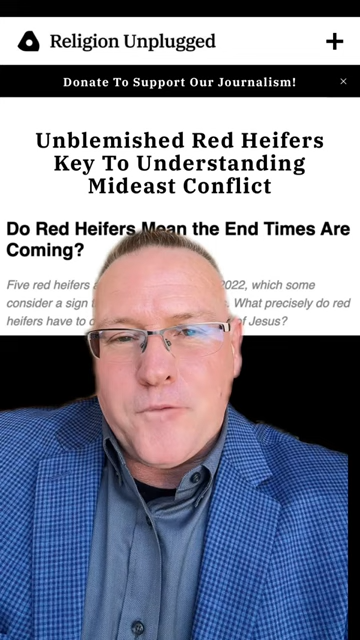 Religion Unplugged
Donate To Support Our Journalism!
Unblemished Red Heifers
Key To Understanding
Mideast Conflict
Do Red Heifers Mean the End Times Are
Coming?
Five red heifers 2022, which some
consider a sign What precisely do red
heifers have to of Jesus?